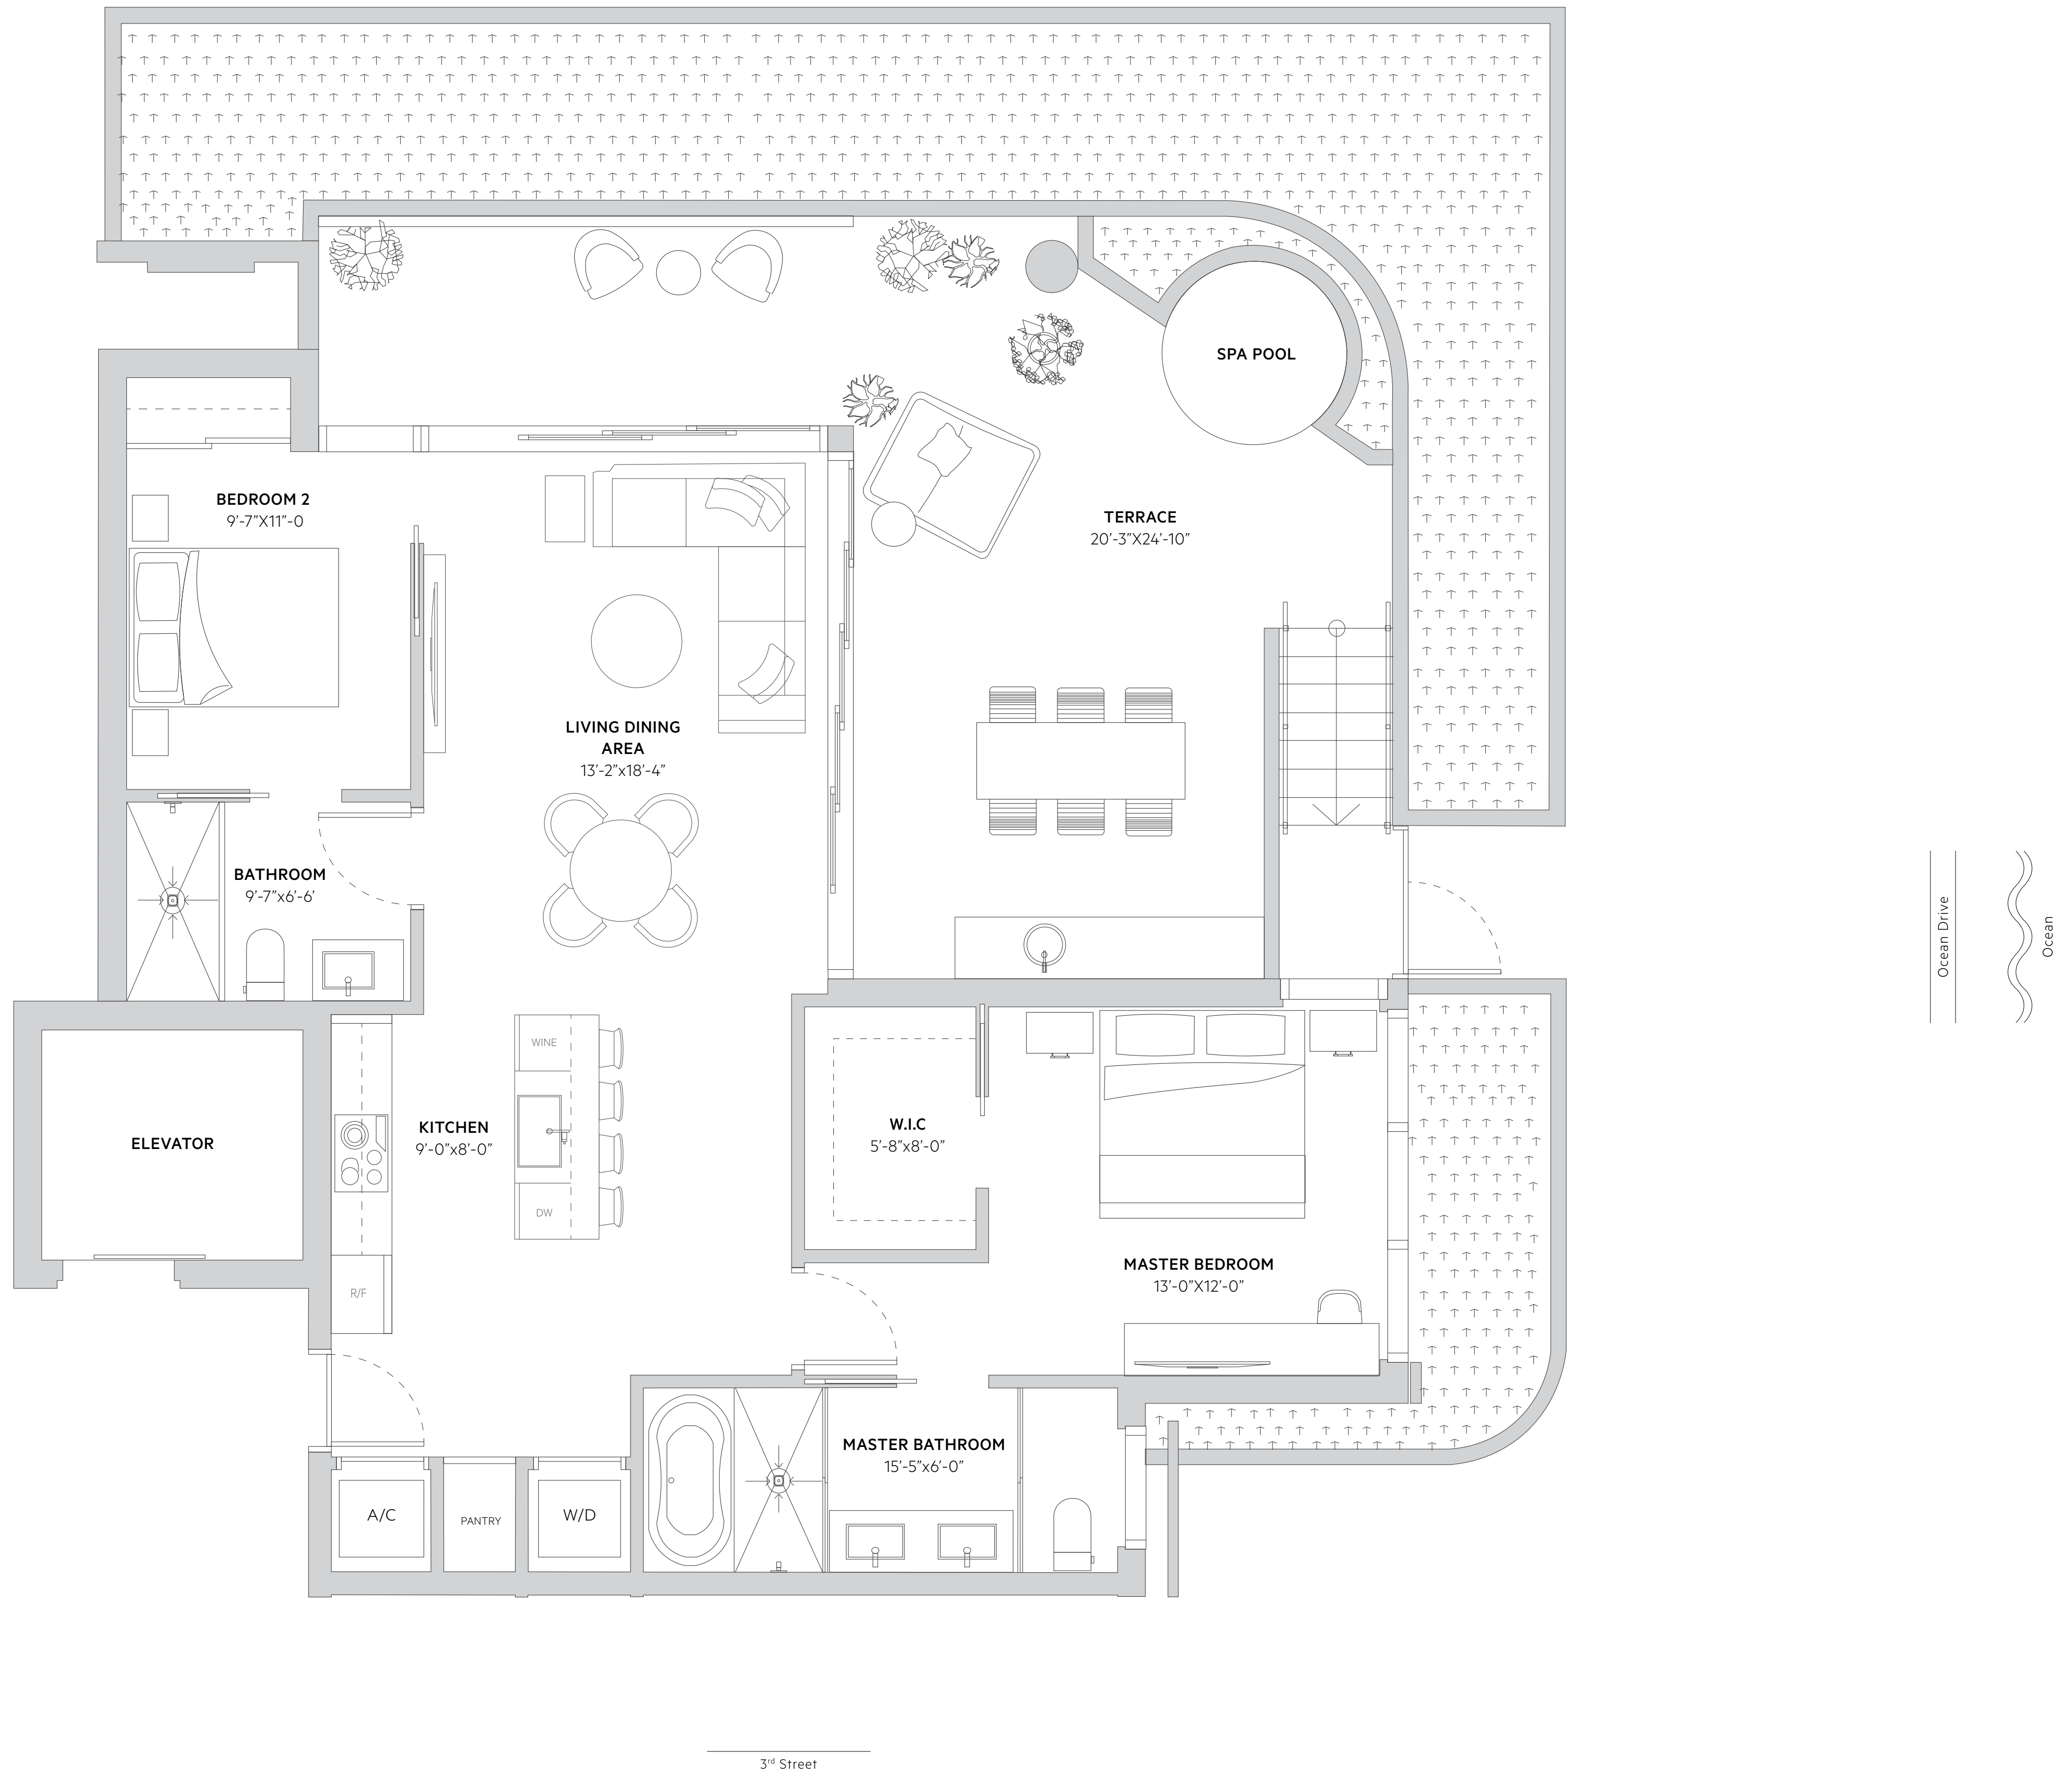 SPA POOL
BEDROOM 2
9'-7"X11"-0
TERRACE
20'-3"X24'-10"
LIVING DINING
AREA
13'-2"x18'-4"
BATHROOM
9'-7"x6'-6'
Ocean Drive
Ocean
WINE
KITCHEN
9'-0"x8'-0"
W.I.C
5'-8"x8'-0"
ELEVATOR
DW
MASTER BEDROOM
13'-0"X12'-0"
R/F
MASTER BATHROOM
15'-5"x6'-0"
A/C
PANTRY
W/D
3rd Street